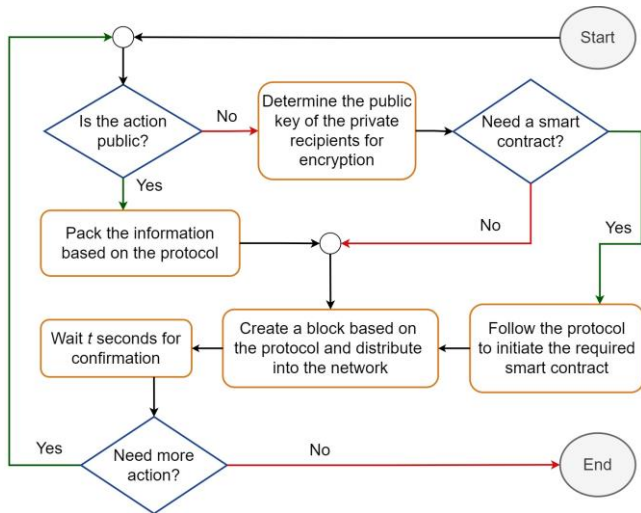 Start
Is the action
public?
No
Determine the public
key of the private
recipients for
encryption
Need a smart
contract?
Yes
Pack the information
based on the protocol
No
Yes
Wait t seconds for
confirmation
Create a block based on
the protocol and distribute
into the network
Follow the protocol
to initiate the required
smart contract
Yes
Need more
action?
No
End